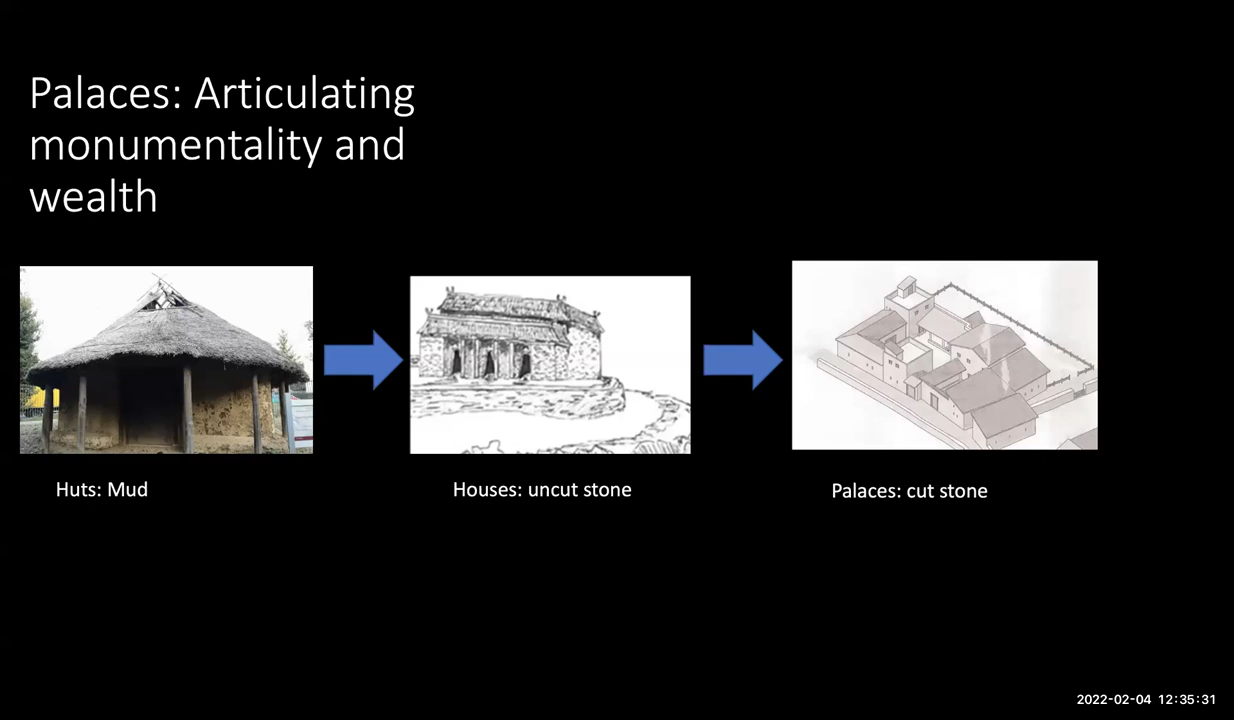 Palaces: Articulating
monumentality and
wealth
Huts: Mud
Houses: uncut stone
Palaces: cut stone
2022-02-04 12:35:31